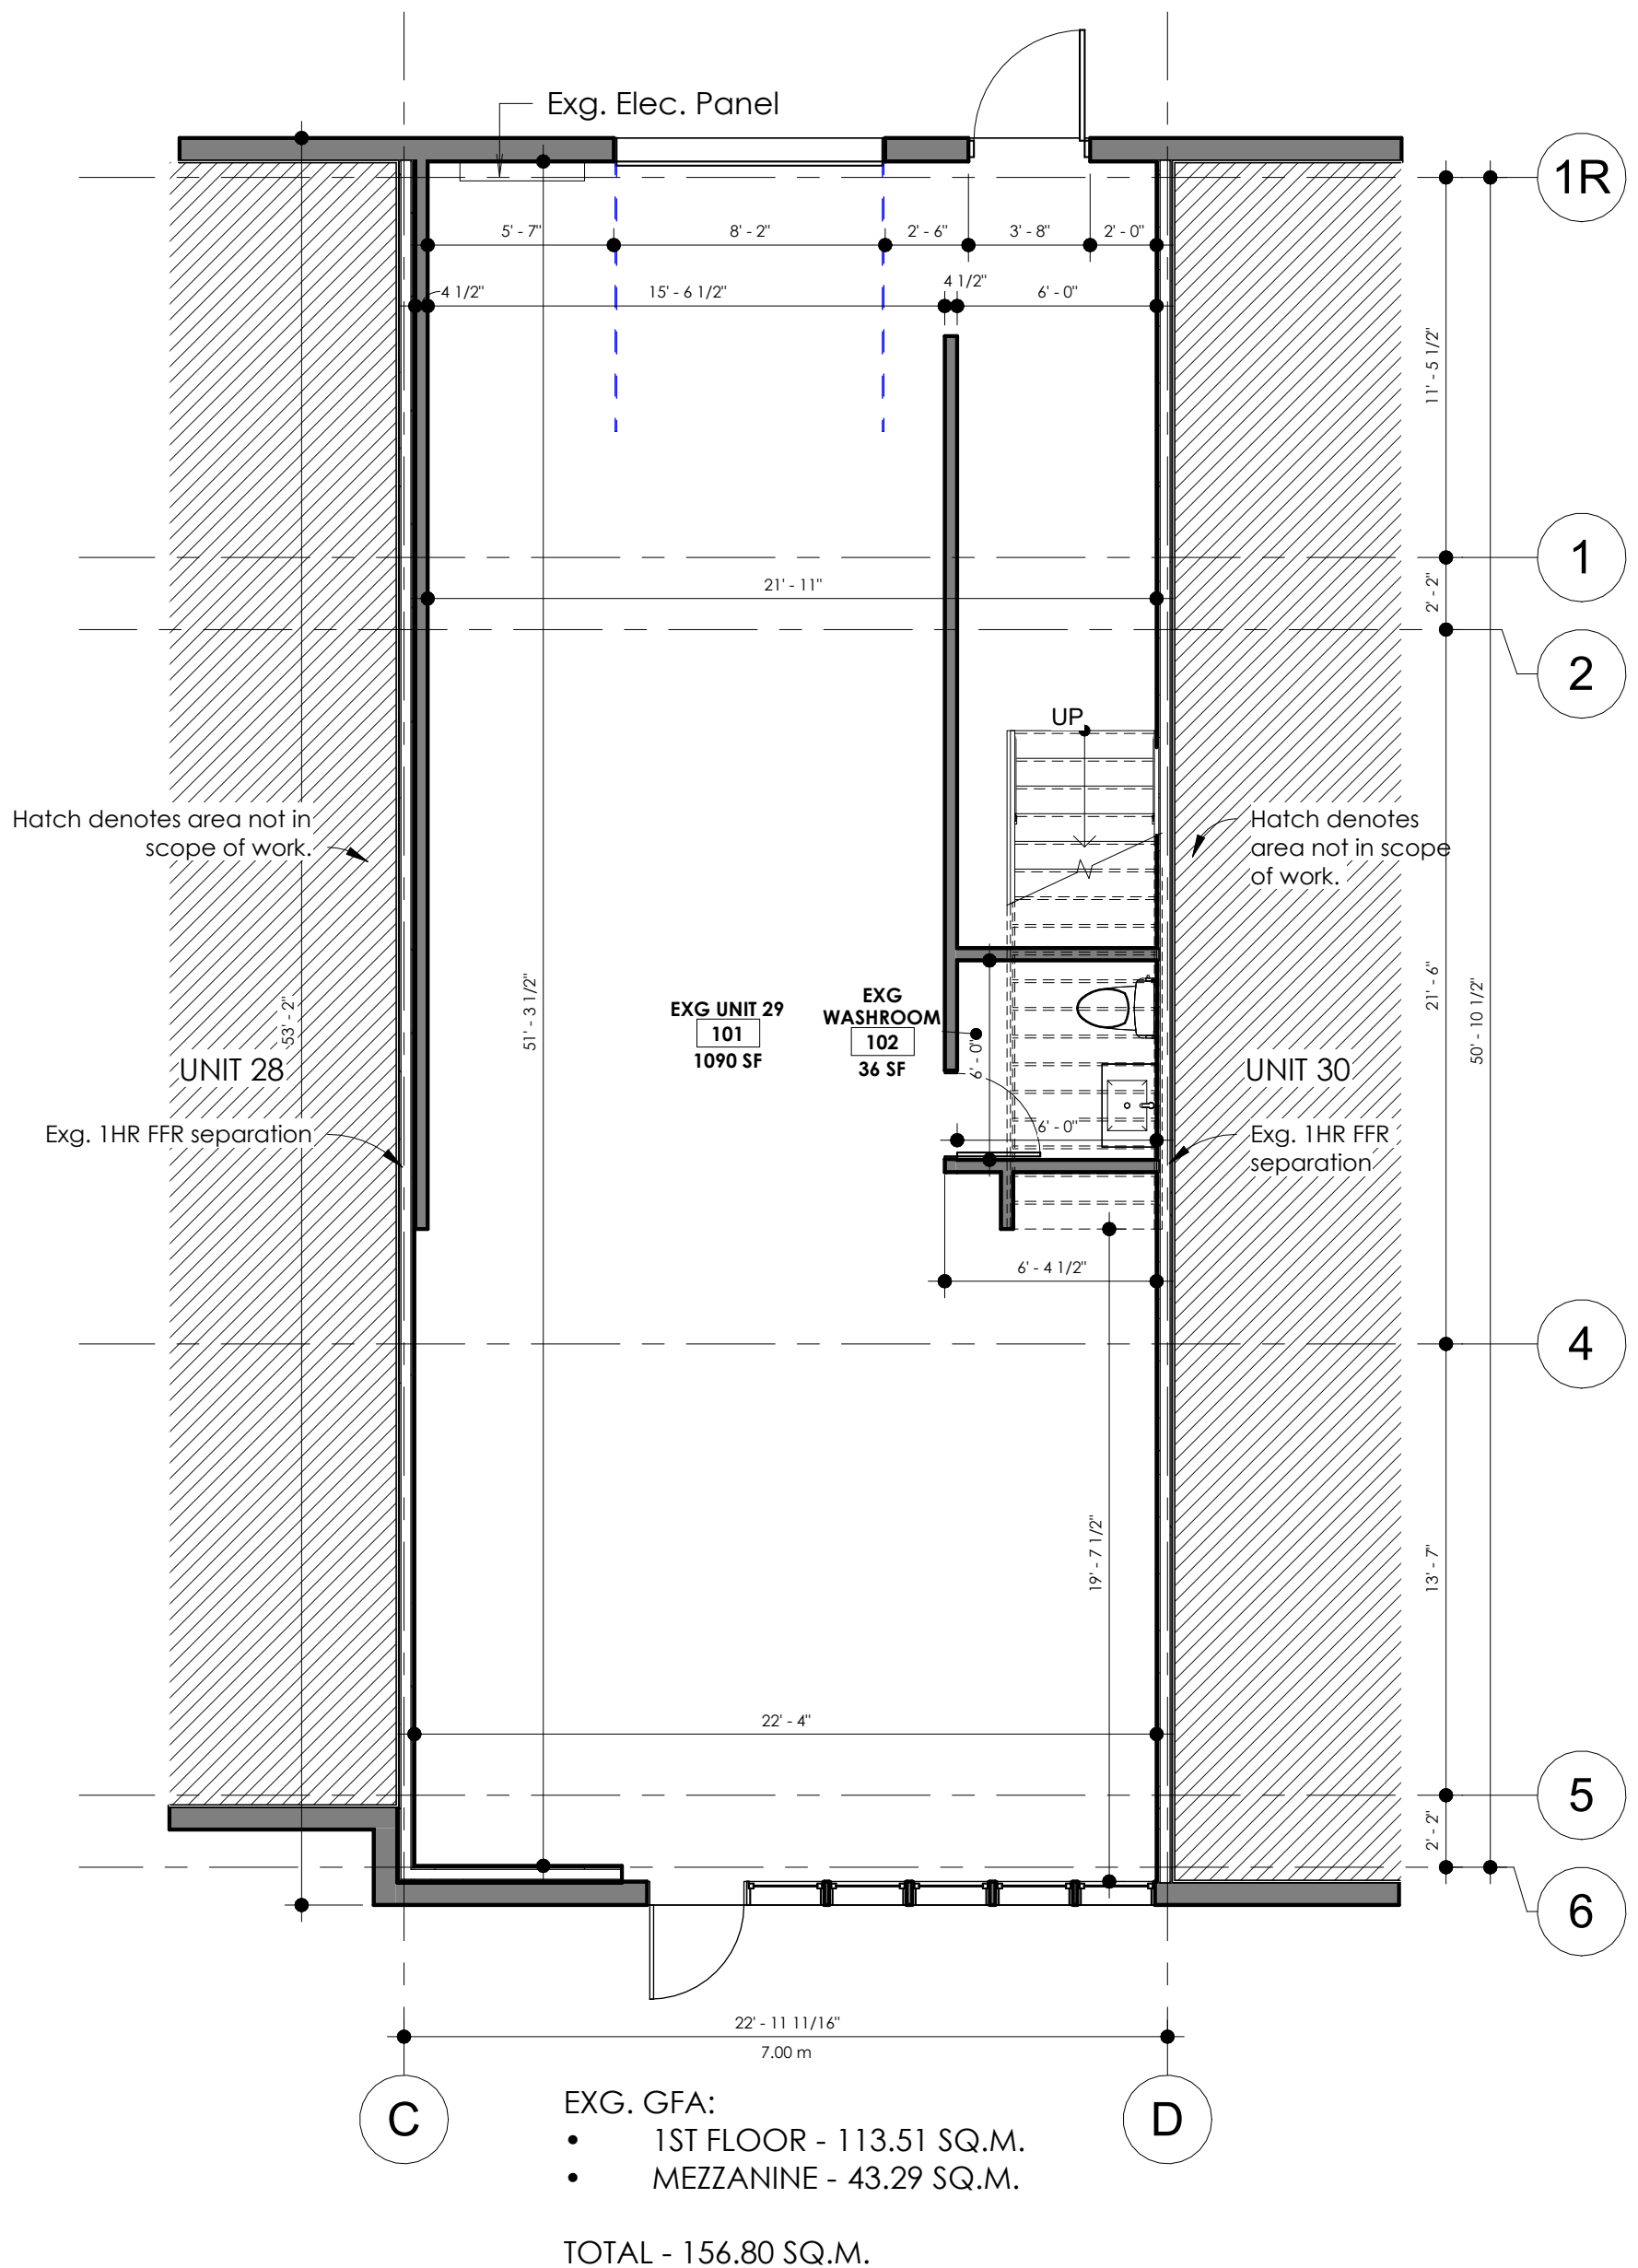 Exg. Elec. Panel
1R
5' - 7"
8' - 2"
2' - 6"
3' - 8"
2' - 0"
4 1/2"
15' - 6 1/2"
4 1/2"
6' - 0"
11' - 5 1/2"
1
21' - 11"
2' - 2"
2
UP
Hatch denotes area not in
scope of work.
Hatch denotes
area not in scope
of work.
53' - 2"
51' - 3 1/2"
EXG UNIT 29
101
1090 SF
EXG
WASHROOM
102
36 SF
6' - 0"
21' - 6"
50' - 10 1/2"
UNIT 28
UNIT 30
Exg. 1HR FFR separation
6' - 0"
Exg. 1HR FFR
separation
6' - 4 1/2"
4
19' - 7 1/2"
13' - 7"
22' - 4"
5
2' - 2"
6
22' - 11 11/16"
7.00 m
C
D
EXG. GFA:
• 1ST FLOOR - 113.51 SQ.M.
• MEZZANINE - 43.29 SQ.M.
TOTAL - 156.80 SQ.M.